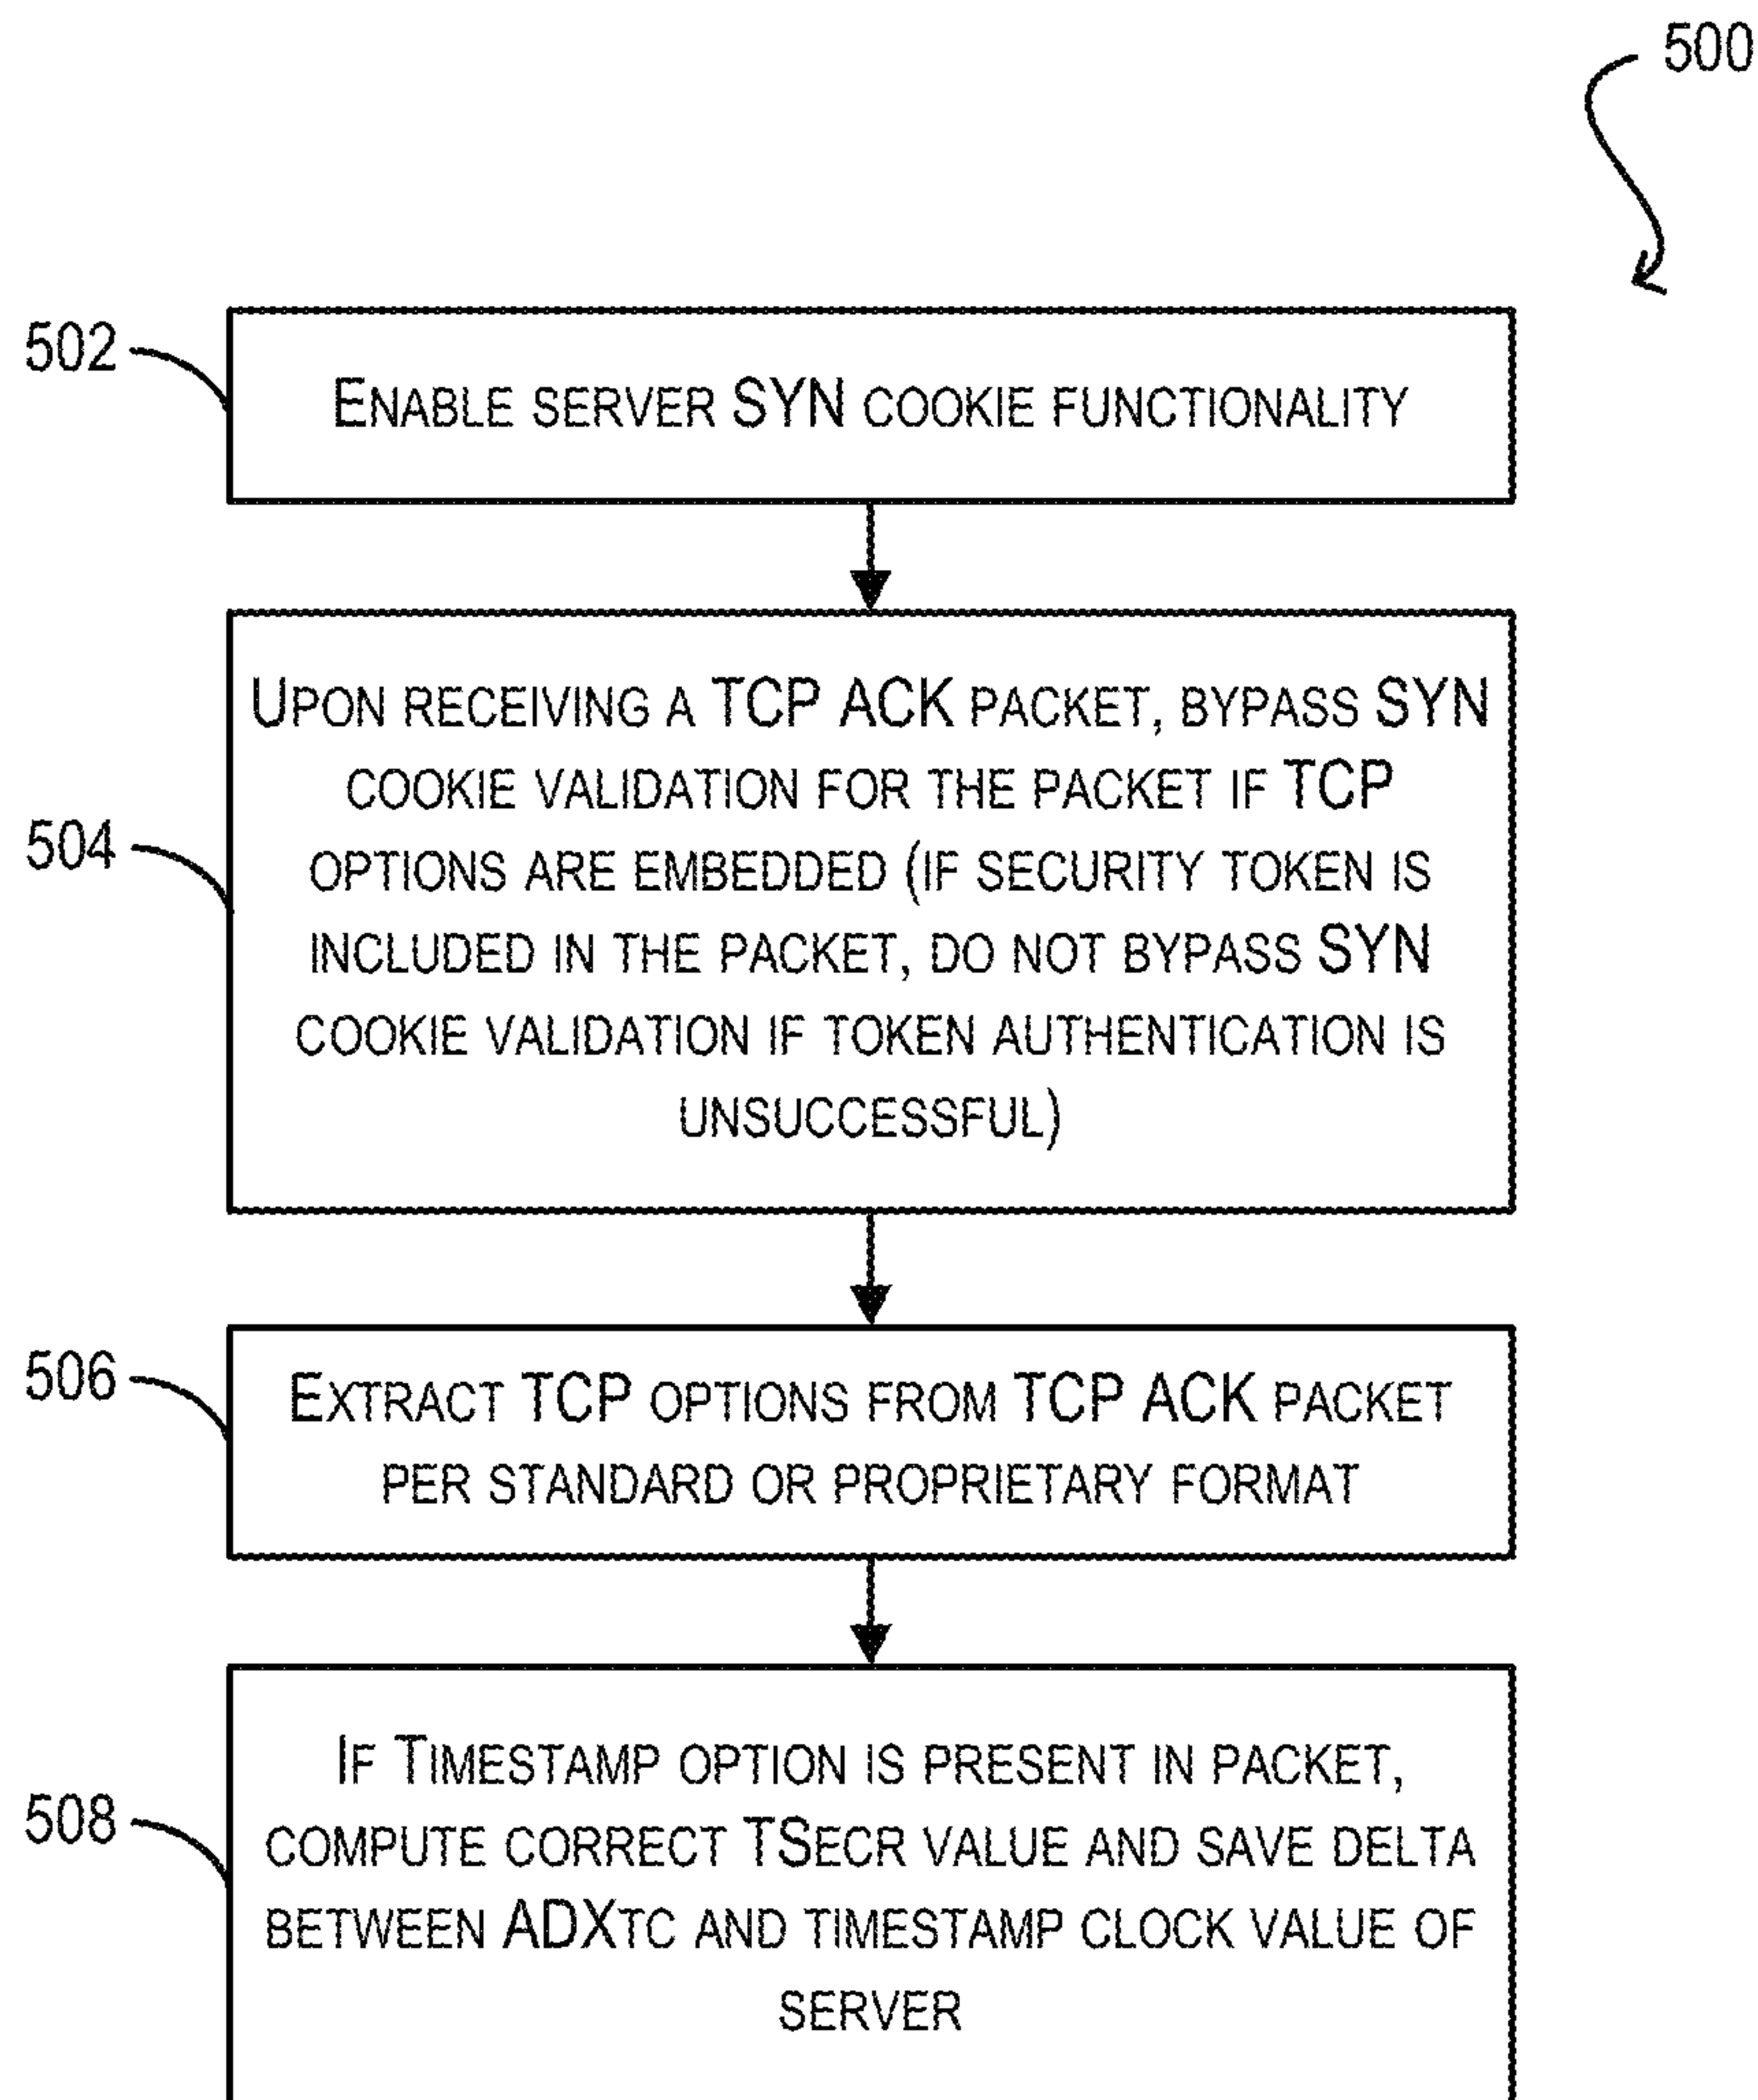 500
502
ENABLE SERVER SYN COOKIE FUNCTIONALITY
504
UPON RECEIVING A TCP ACK PACKET, BYPASS SYN
COOKIE VALIDATION FOR THE PACKET IF TCP
OPTIONS ARE EMBEDDED (IF SECURITY TOKEN IS
INCLUDED IN THE PACKET, DO NOT BYPASS SYN
COOKIE VALIDATION IF TOKEN AUTHENTICATION IS
UNSUCCESSFUL)
506
EXTRACT TCP OPTIONS FROM TCP ACK PACKET
PER STANDARD OR PROPRIETARY FORMAT
508
IF TIMESTAMP OPTION IS PRESENT IN PACKET,
COMPUTE CORRECT TSECR VALUE AND SAVE DELTA
BETWEEN ADXTC AND TIMESTAMP CLOCK VALUE OF
SERVER